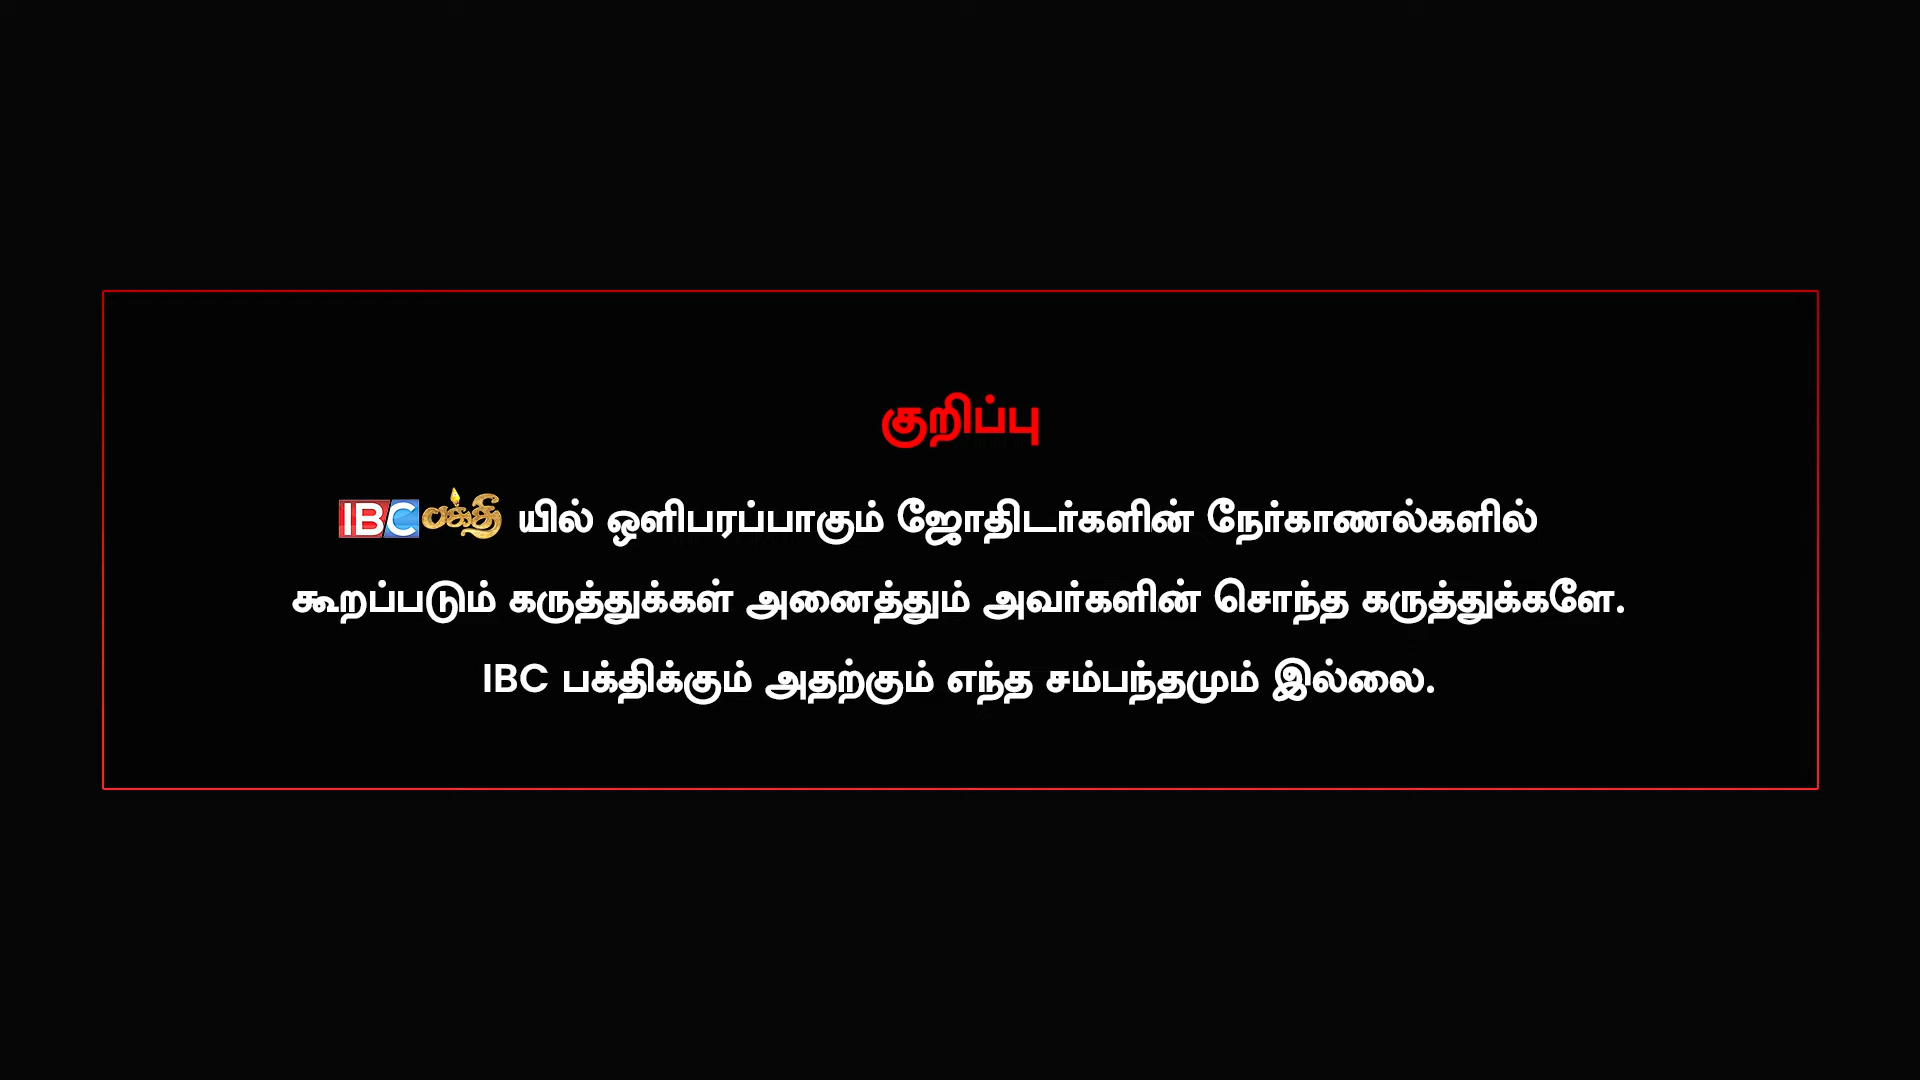 குறிப்பு
IBC பக்தி யில் ஒளிபரப்பாகும் ஜோதிடர்களின் நேர்காணல்களில்
கூறப்படும் கருத்துக்கள் அனைத்தும் அவர்களின் சொந்த கருத்துக்களே.
IBC பக்திக்கும் அதற்கும் எந்த சம்பந்தமும் இல்லை.